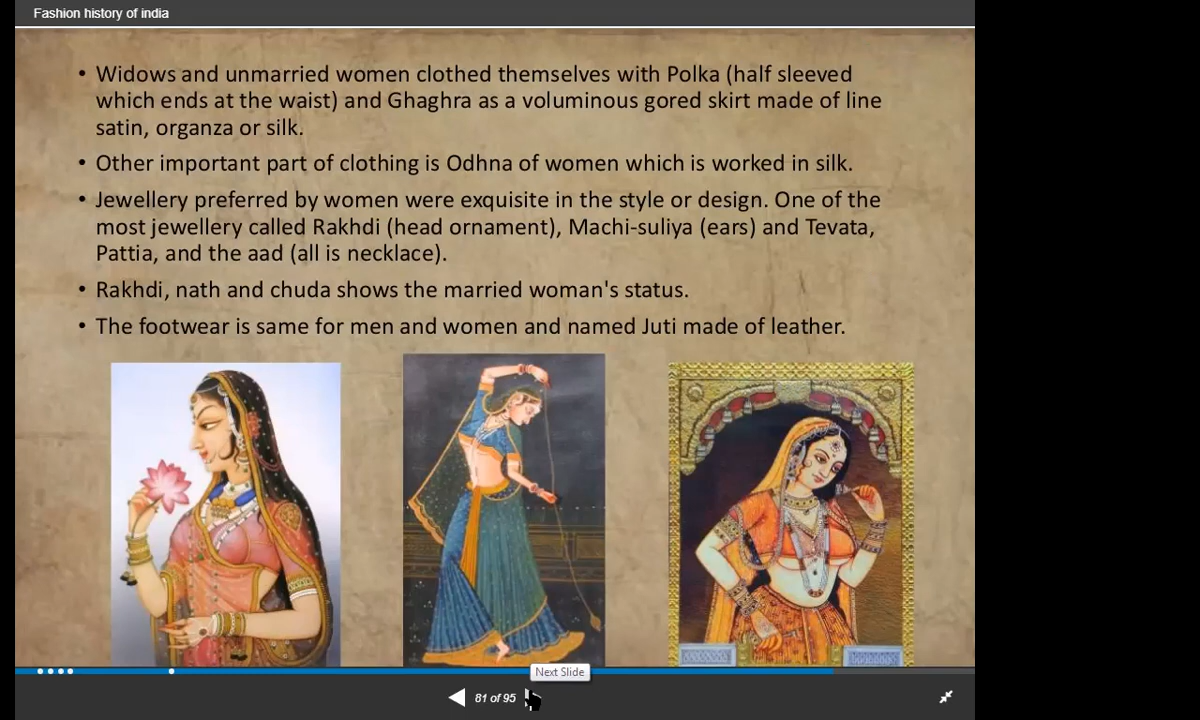 Fashion history of india
• Widows and unmarried women clothed themselves with Polka (half sleeved
which ends at the waist) and Ghaghra as a voluminous gored skirt made of line
satin, organza or silk.
• Other important part of clothing is Odhna of women which is worked in silk.
• Jewellery preferred by women were exquisite in the style or design. One of the
most jewellery called Rakhdi (head ornament), Machi-suliya (ears) and Tevata,
Pattia, and the aad (all is necklace).
• Rakhdi, nath and chuda shows the married woman's status.
• The footwear is same for men and women and named Juti made of leather.
Next Slide
81 of 95